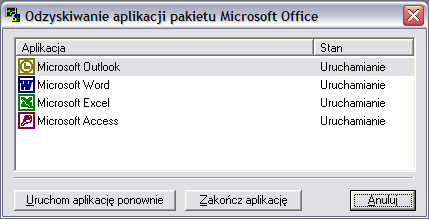 Odzyskiwanie aplikacji pakietu Microsoft Office
Aplikacja Stan
Microsoft Outlook Uruchamianie
Microsoft Word Uruchamianie
Microsoft Excel Uruchamianie
Microsoft Access Uruchamianie
Uruchom aplikację ponownie Zakończ aplikację Anuluj